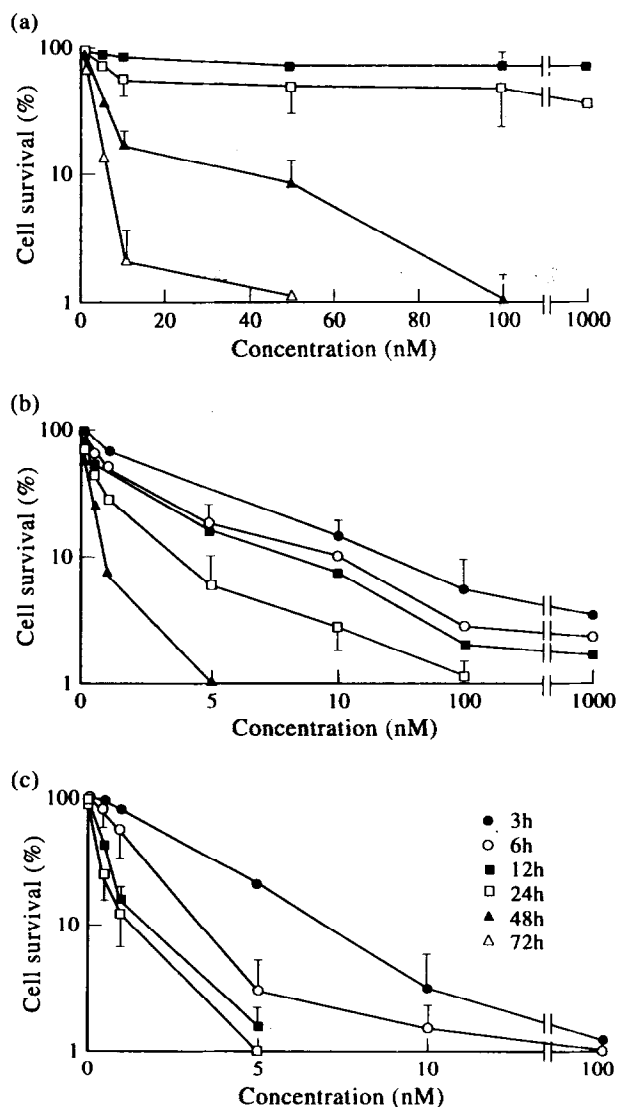 (a)
100
10
1
Cell survival (%)
0 20 40 60 80 100 1000
Concentration (nM)
(b)
100
10
1
Cell survival (%)
0 5 10 100 1000
Concentration (nM)
(c)
100
10
1
Cell survival (%)
3h
6h
12h
24h
48h
72h
0 5 10 100
Concentration (nM)